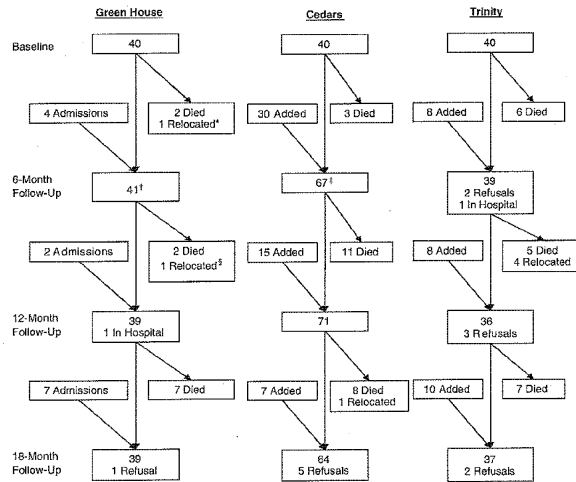 Green House
Cedars
Trinity
Baseline
40
40
40
4 Admissions
2 Died
1 Relocated*
30 Added
3 Died
8 Added
6 Died
6-Month
Follow-Up
41†
67‡
39
2 Refusals
1 In Hospital
2 Admissions
2 Died
1 Relocated§
15 Added
11 Died
8 Added
5 Died
4 Relocated
12-Month
Follow-Up
39
1 In Hospital
71
36
3 Refusals
7 Admissions
7 Died
7 Added
8 Died
1 Relocated
10 Added
7 Died
18-Month
Follow-Up
39
1 Refusal
64
5 Refusals
37
2 Refusals